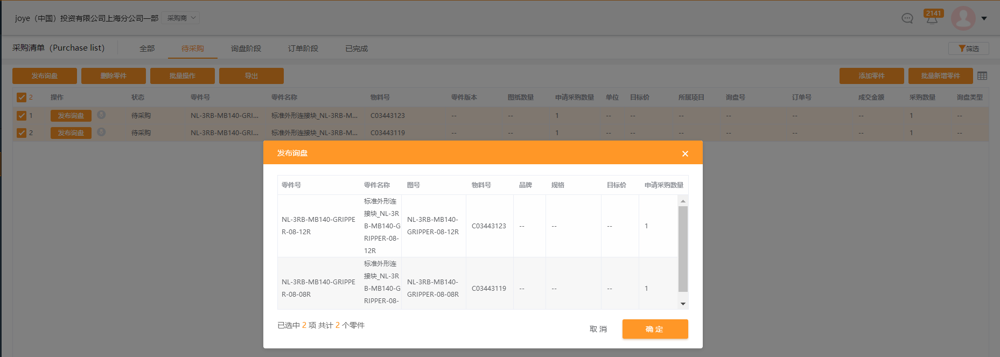 joye（中国）投资有限公司上海分公司一部 采购商
2141
采购清单（Purchase list） 全部 待采购 询盘阶段 订单阶段 已完成 筛选
发布询盘 删除零件 批量操作 导出 添加零件 批量新增零件
2 操作 状态 零件号 零件名称 物料号 零件版本 图纸数量 申请采购数量 单位 目标价 所属项目 询盘号 订单号 成交金额 采购数量 询盘类型
1 发布询盘 待采购 NL-3RB-MB140-GRI... 标准外形连接块_NL-3RB-M... C03443123 -- -- 1 -- -- -- -- -- -- 1 --
2 发布询盘 待采购 NL-3RB-MB140-GRI... 标准外形连接块_NL-3RB-M... C03443119 -- -- 1 -- -- -- -- -- -- 1 --
发布询盘
零件号 零件名称 图号 物料号 品牌 规格 目标价 申请采购数量
NL-3RB-MB140-GRIPPE
R-08-12R
标准外形连
接块_NL-3R
B-MB140-G
RIPPER-08-
12R
NL-3RB-MB140-
GRIPPER-08-12R
C03443123 -- -- -- 1
NL-3RB-MB140-GRIPPE
R-08-08R
标准外形连
接块_NL-3R
B-MB140-G
RIPPER-08-
NL-3RB-MB140-
GRIPPER-08-08R
C03443119 -- -- -- 1
已选中 2 项 共计 2 个零件
取 消 确 定